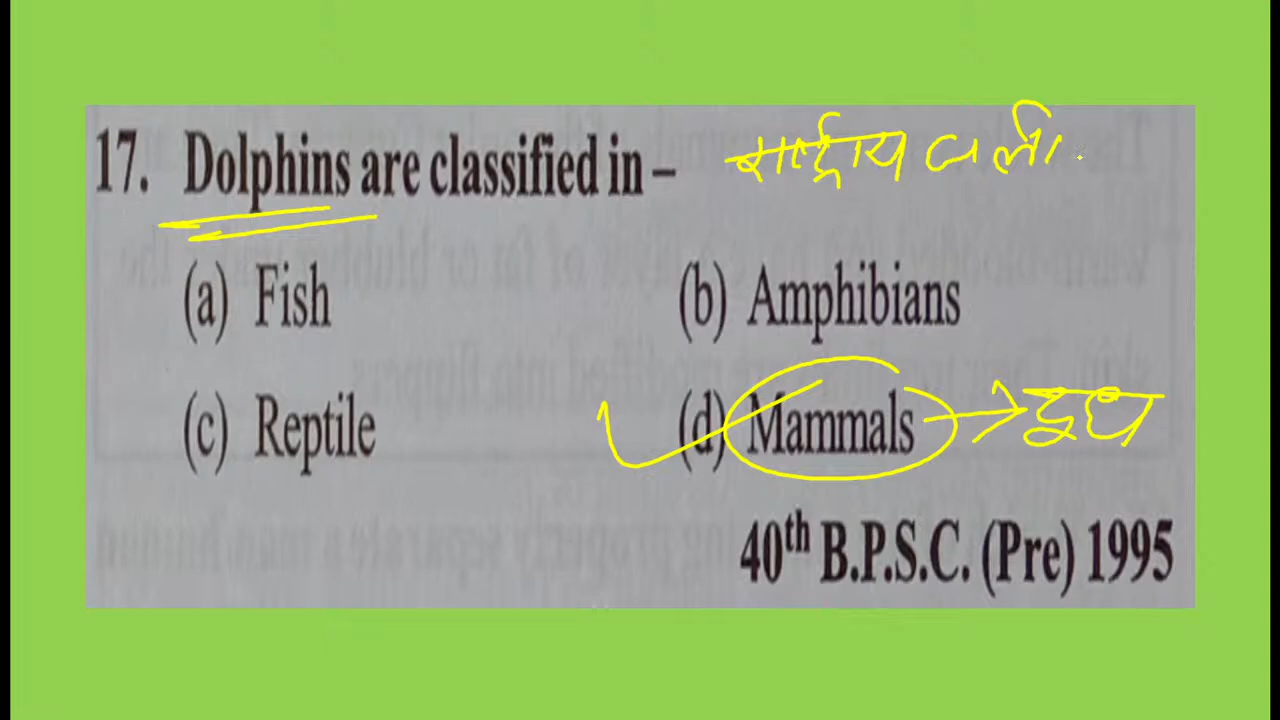 17. Dolphins are classified in –
(a) Fish
(b) Amphibians
(c) Reptile
(d) Mammals → दूध
40th B.P.S.C. (Pre) 1995